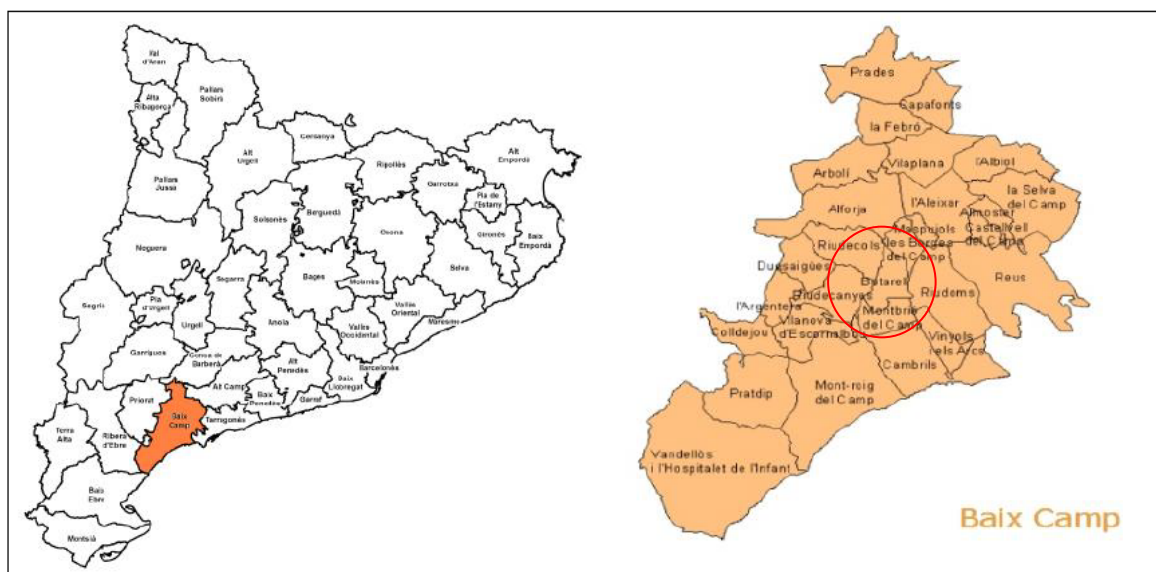 Val
d'Aran
Alta
Ribagorça
Pallars
Sobirà
Pallars
Jussà
Alt
Urgell
Cerdanya
Ripollès
Alt
Empordà
Garrotxa
Pla de
l'Estany
Solsonès
Berguedà
Osona
Gironès
Baix
Empordà
Noguera
Segarra
Bages
Selva
Segrià
Pla
d'Urgell
Urgell
Anoia
Vallès
Oriental
Maresme
Vallès
Occidental
Garrigues
Conca de
Barberà
Alt
Penedès
Barcelonès
Baix
Llobregat
Alt Camp
Baix
Penedès
Garraf
Priorat
Baix
Camp
Tarragonès
Terra
Alta
Ribera
d'Ebre
Baix
Ebre
Montsià
Prades
Capafonts
la Febró
Vilaplana
l'Albiol
Arbolí
la Selva
del Camp
l'Aleixar
Alforja
Almoster
Castellvell
del Camp
Maspujols
Riudecols
les Borges
del Camp
Reus
Duesaigües
Botarell
Riudoms
l'Argentera
Riudecanyes
Montbrió
del Camp
Colldejou
Vilanova
d'Escornalbou
Vinyols
i els Arcs
Cambrils
Pratdip
Mont-roig
del Camp
Vandellòs
i l'Hospitalet de l'Infant
Baix Camp